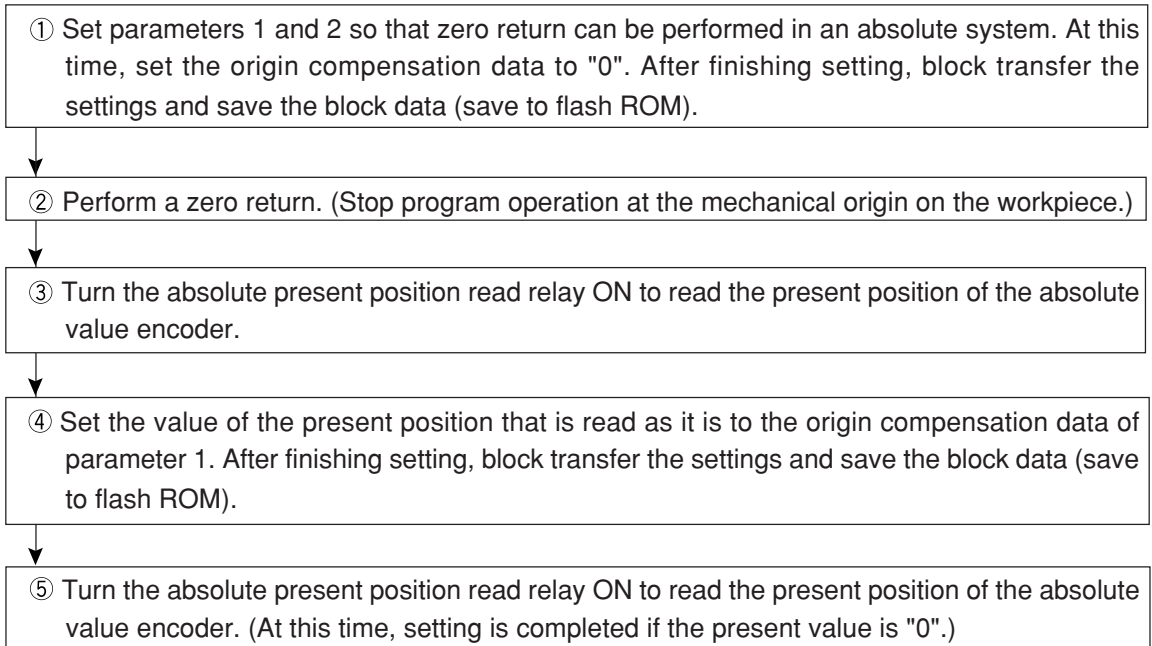 ① Set parameters 1 and 2 so that zero return can be performed in an absolute system. At this
time, set the origin compensation data to "0". After finishing setting, block transfer the
settings and save the block data (save to flash ROM).
② Perform a zero return. (Stop program operation at the mechanical origin on the workpiece.)
③ Turn the absolute present position read relay ON to read the present position of the absolute
value encoder.
④ Set the value of the present position that is read as it is to the origin compensation data of
parameter 1. After finishing setting, block transfer the settings and save the block data (save
to flash ROM).
⑤ Turn the absolute present position read relay ON to read the present position of the absolute
value encoder. (At this time, setting is completed if the present value is "0".)